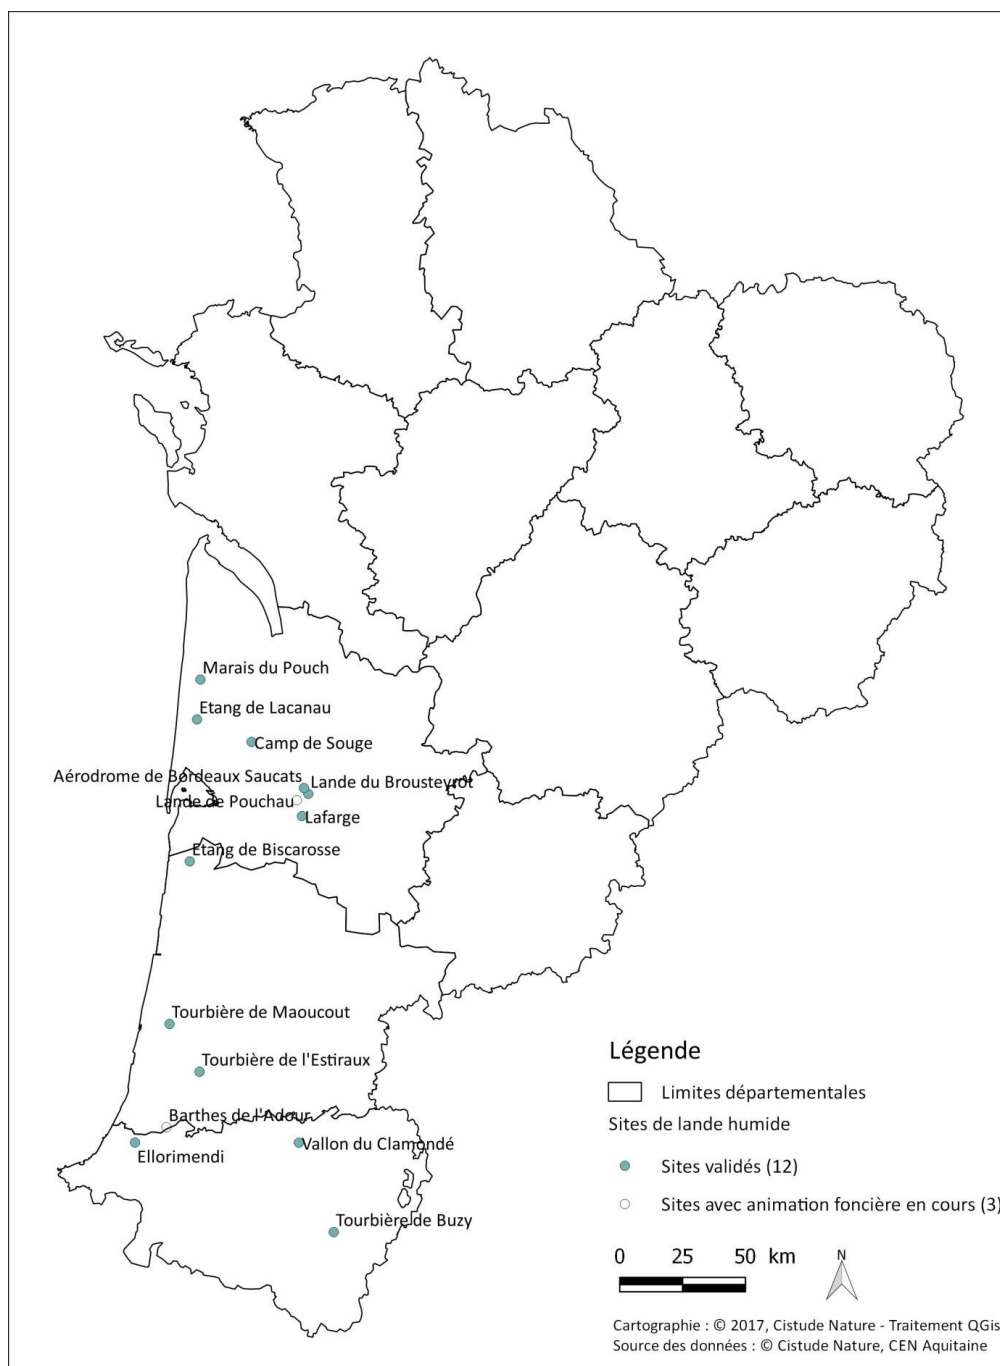 Marais du Pouch
Etang de Lacanau
Camp de Souge
Aérodrome de Bordeaux Saucats
Lande du Brousteyrot
Lande de Pouchau
Lafarge
Etang de Biscarosse
Tourbière de Maoucout
Tourbière de l'Estiraux
Barthes de l'Adour
Ellorimendi
Vallon du Clamondé
Tourbière de Buzy
Légende
Limites départementales
Sites de lande humide
Sites validés (12)
Sites avec animation foncière en cours (3)
0 25 50 km
N
Cartographie : © 2017, Cistude Nature - Traitement QGis
Source des données : © Cistude Nature, CEN Aquitaine